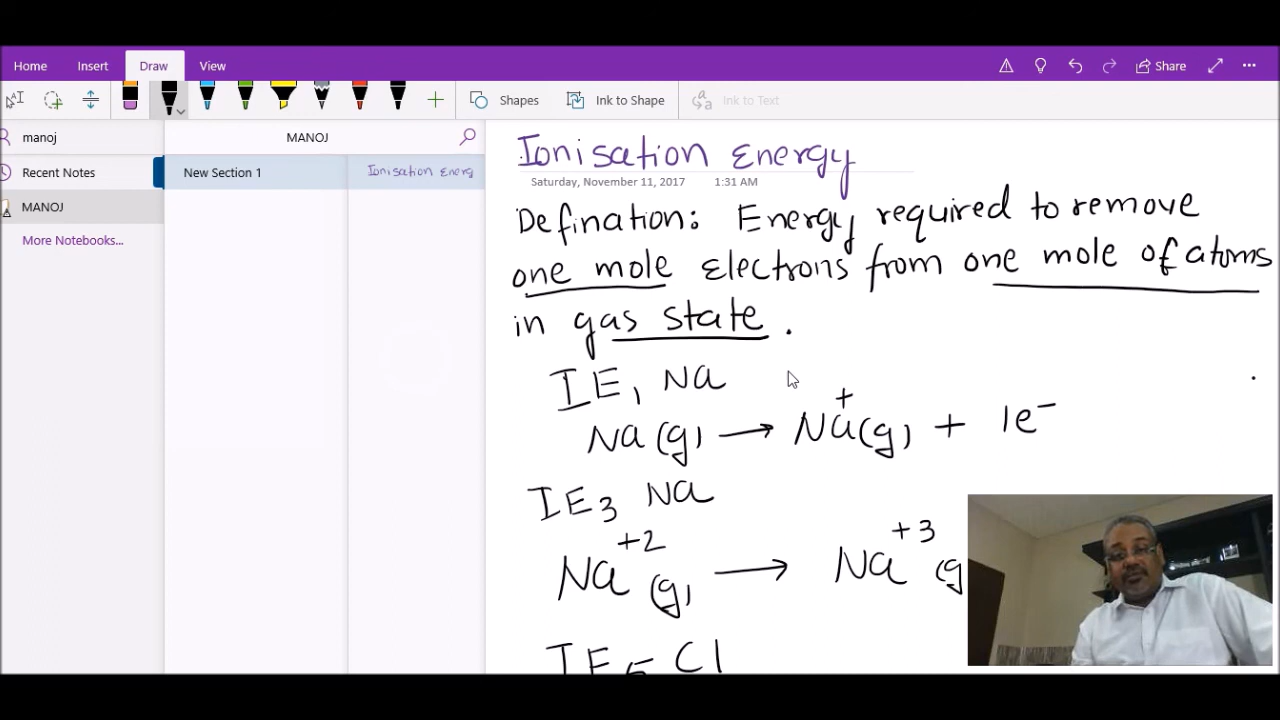 Home Insert Draw View Share
Shapes Ink to Shape Ink to Text
manoj MANOJ
Recent Notes New Section 1 Ionisation Energ
MANOJ
More Notebooks...
Ionisation Energy
Saturday, November 11, 2017 1:31 AM
Defination: Energy required to remove
one mole electrons from one mole of atoms
in gas state.
IE₁ Na
Na(g) → Na⁺(g) + 1e⁻
IE₃ Na
Na⁺²(g) → Na⁺³(g
IE₅ Cl